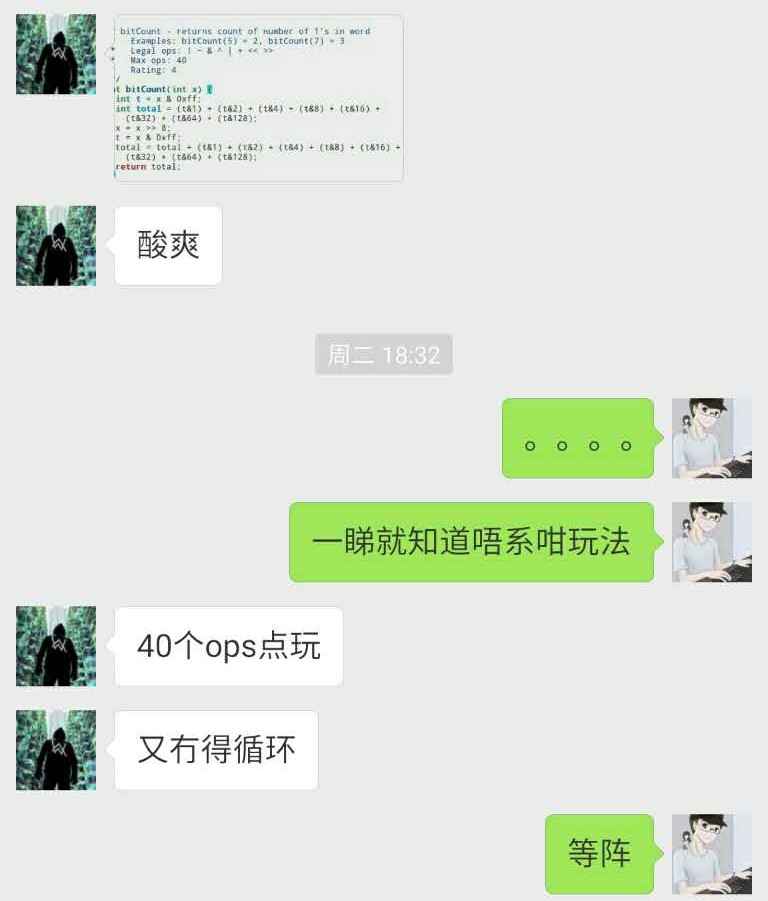 bitCount - returns count of number of 1's in word
Examples: bitCount(5) = 2, bitCount(7) = 3
Legal ops: ! ~ & ^ | + << >>
Max ops: 40
Rating: 4
/
t bitCount(int x) {
int t = x & 0xff;
int total = (t&1) + (t&2) + (t&4) + (t&8) + (t&16) +
(t&32) + (t&64) + (t&128);
x = x >> 8;
t = x & 0xff;
total = total + (t&1) + (t&2) + (t&4) + (t&8) + (t&16) +
(t&32) + (t&64) + (t&128);
return total;
酸爽
周二 18:32
。。。。
一睇就知道唔系咁玩法
40个ops点玩
又冇得循环
等阵